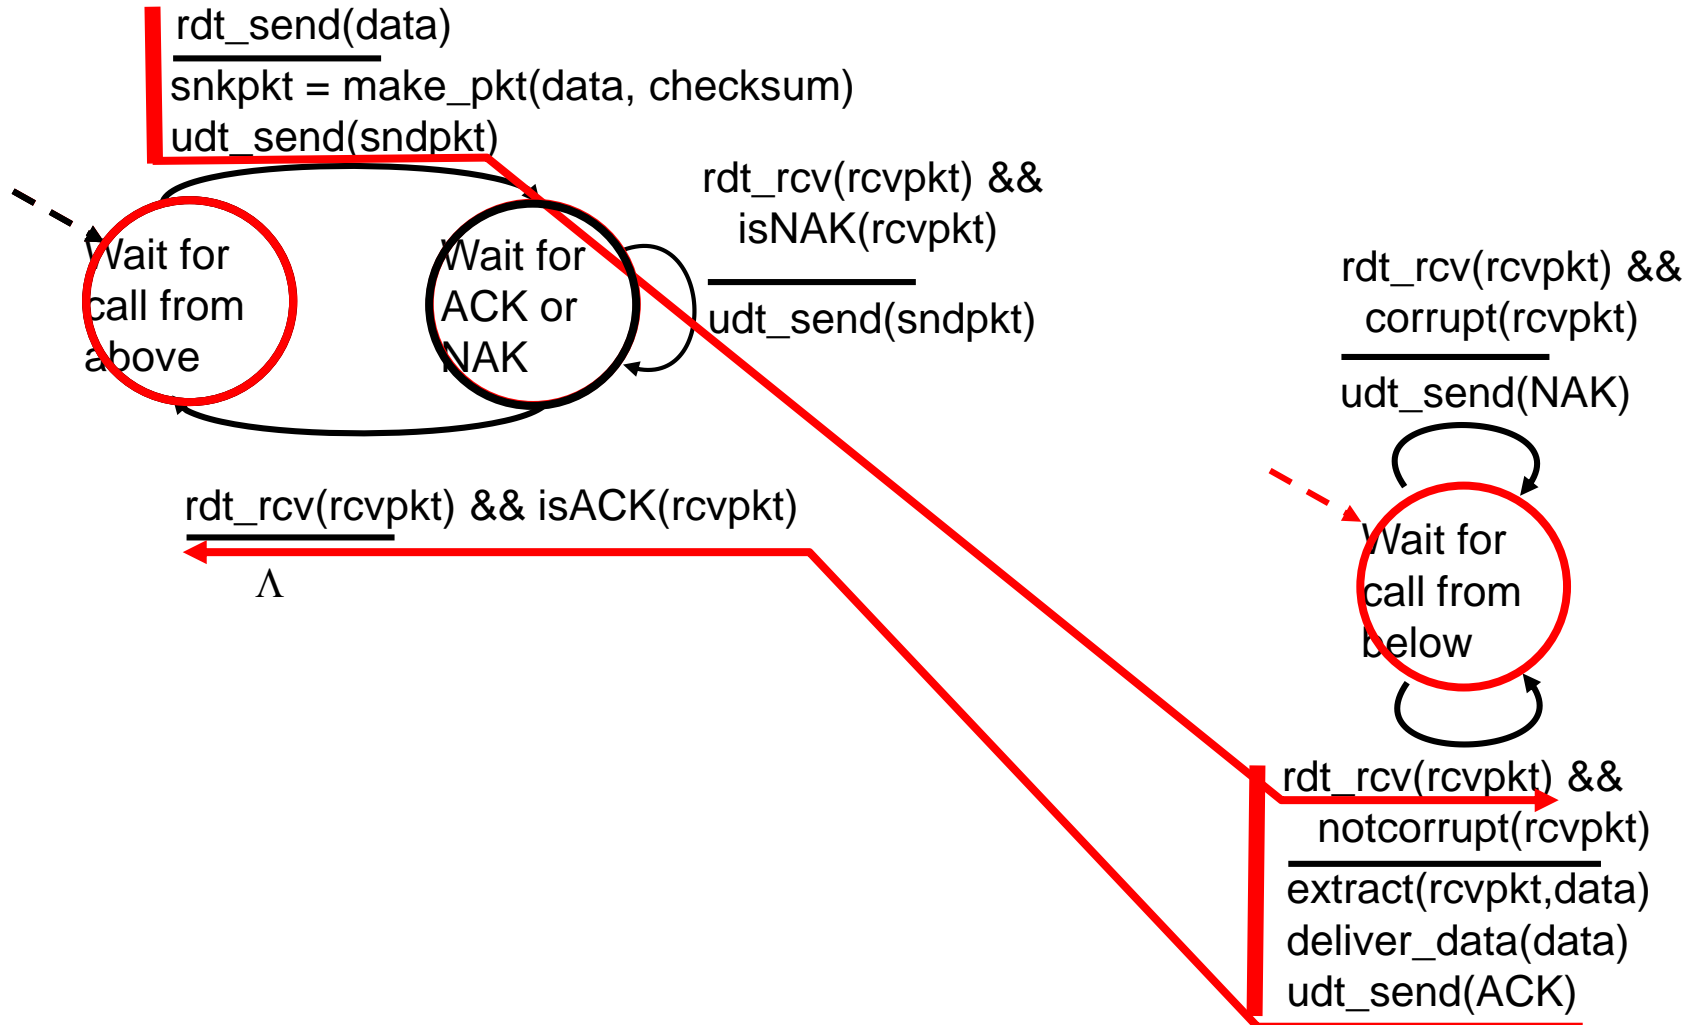 rdt_send(data)
snkpkt = make_pkt(data, checksum)
udt_send(sndpkt)
rdt_rcv(rcvpkt) &&
isNAK(rcvpkt)
udt_send(sndpkt)
Wait for
call from
above
Wait for
ACK or
NAK
rdt_rcv(rcvpkt) && isACK(rcvpkt)
Λ
rdt_rcv(rcvpkt) &&
corrupt(rcvpkt)
udt_send(NAK)
Wait for
call from
below
rdt_rcv(rcvpkt) &&
notcorrupt(rcvpkt)
extract(rcvpkt,data)
deliver_data(data)
udt_send(ACK)